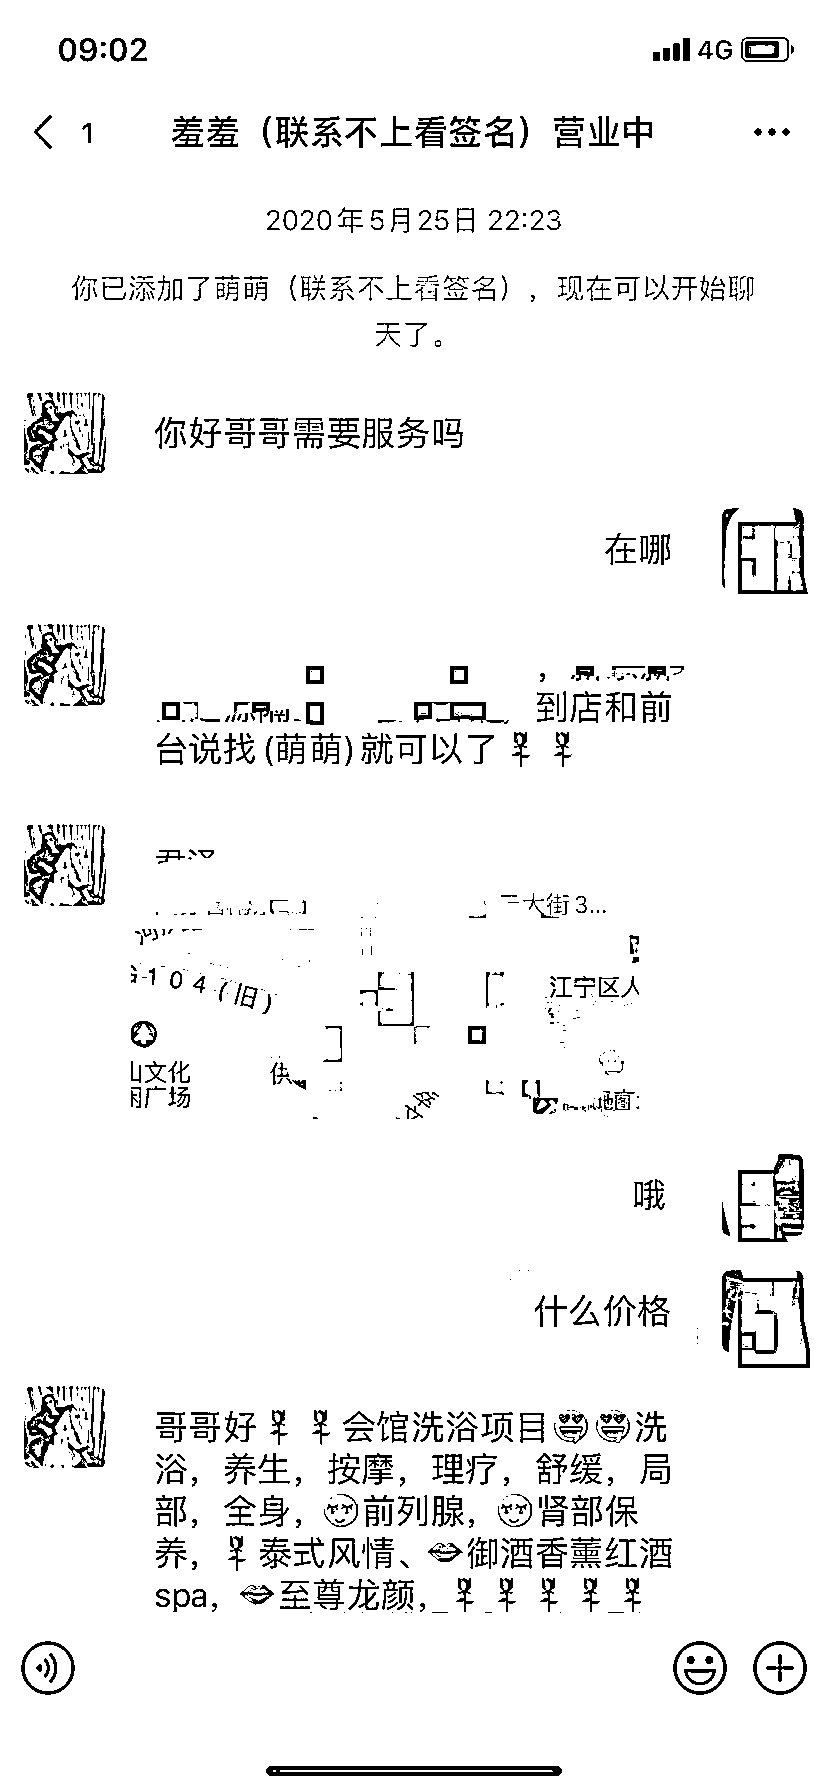 09:02
4G
1
羞羞（联系不上看签名）营业中
2020年5月25日 22:23
你已添加了萌萌（联系不上看签名），现在可以开始聊
天了。
你好哥哥需要服务吗
在哪
到店和前
台说找(萌萌)就可以了🌹🌹
大街3...
104(旧)
江宁区人
山文化
广场
哦
什么价格
哥哥好🌹🌹会馆洗浴项目😍😍洗
浴，养生，按摩，理疗，舒缓，局
部，全身，😚前列腺，😚肾部保
养，🌹泰式风情、👄御酒香薰红酒
spa，👄至尊龙颜，🌹🌹🌹🌹🌹